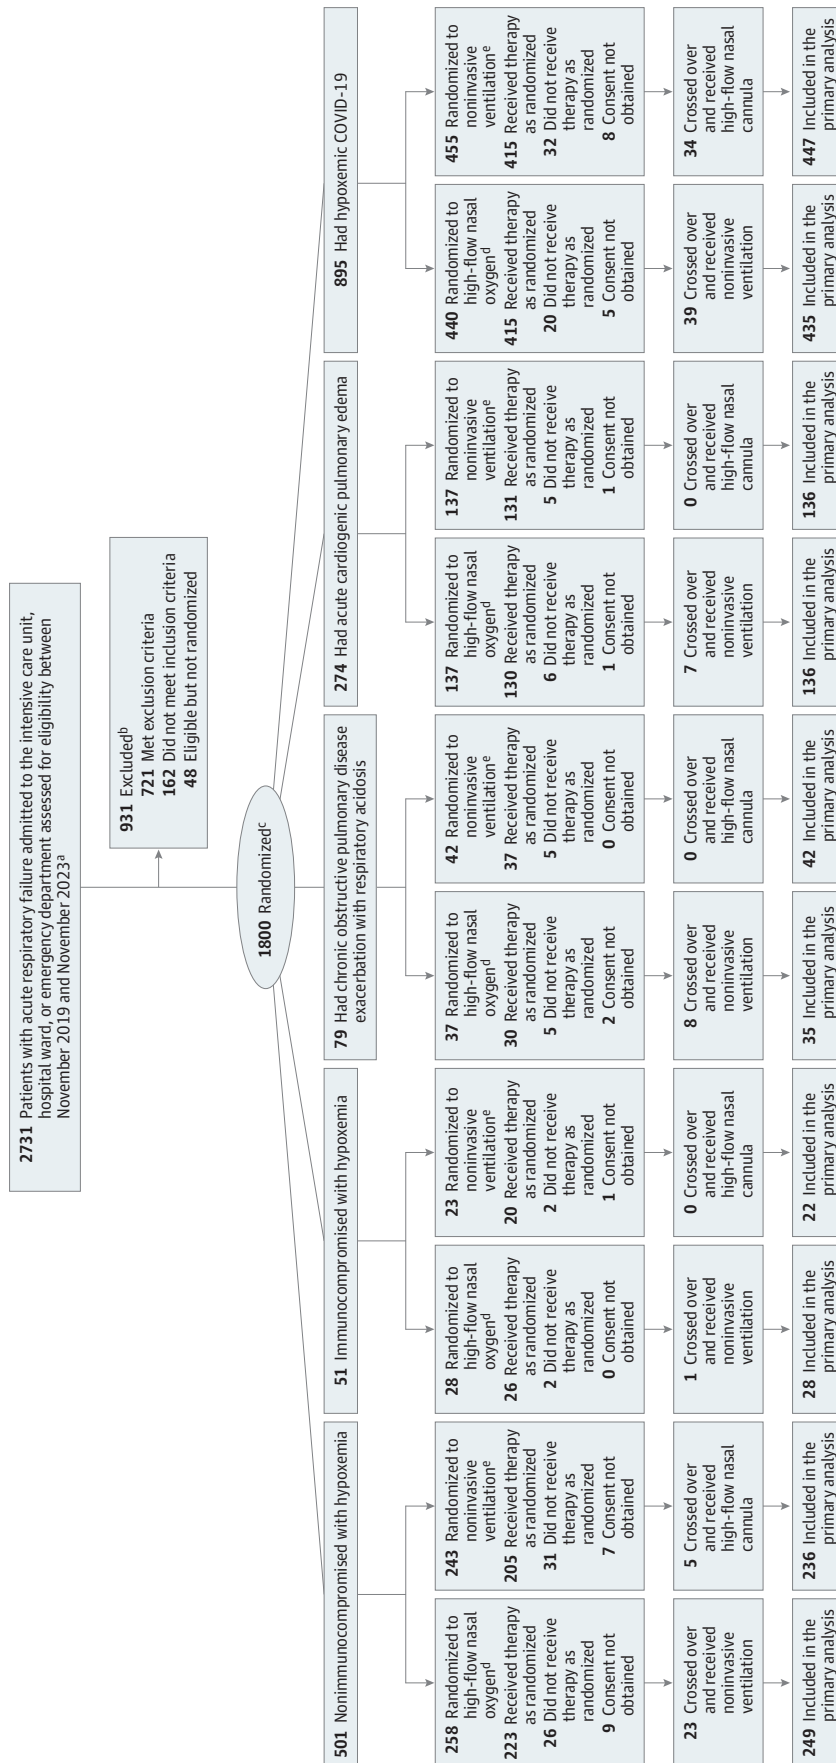 2731 Patients with acute respiratory failure admitted to the intensive care unit,
hospital ward, or emergency department assessed for eligibility between
November 2019 and November 2023a
931 Excludedb
721 Met exclusion criteria
162 Did not meet inclusion criteria
48 Eligible but not randomized
1800 Randomizedc
501 Nonimmunocompromised with hypoxemia
258 Randomized to
high-flow nasal
oxygend
223 Received therapy
as randomized
26 Did not receive
therapy as
randomized
9 Consent not
obtained
23 Crossed over
and received
noninvasive
ventilation
249 Included in the
primary analysis
243 Randomized to
noninvasive
ventilatione
205 Received therapy
as randomized
31 Did not receive
therapy as
randomized
7 Consent not
obtained
5 Crossed over
and received
high-flow nasal
cannula
236 Included in the
primary analysis
51 Immunocompromised with hypoxemia
28 Randomized to
high-flow nasal
oxygend
26 Received therapy
as randomized
2 Did not receive
therapy as
randomized
0 Consent not
obtained
1 Crossed over
and received
noninvasive
ventilation
28 Included in the
primary analysis
23 Randomized to
noninvasive
ventilatione
20 Received therapy
as randomized
2 Did not receive
therapy as
randomized
1 Consent not
obtained
0 Crossed over
and received
high-flow nasal
cannula
22 Included in the
primary analysis
79 Had chronic obstructive pulmonary disease
exacerbation with respiratory acidosis
37 Randomized to
high-flow nasal
oxygend
30 Received therapy
as randomized
5 Did not receive
therapy as
randomized
2 Consent not
obtained
8 Crossed over
and received
noninvasive
ventilation
35 Included in the
primary analysis
42 Randomized to
noninvasive
ventilatione
37 Received therapy
as randomized
5 Did not receive
therapy as
randomized
0 Consent not
obtained
0 Crossed over
and received
high-flow nasal
cannula
42 Included in the
primary analysis
274 Had acute cardiogenic pulmonary edema
137 Randomized to
high-flow nasal
oxygend
130 Received therapy
as randomized
6 Did not receive
therapy as
randomized
1 Consent not
obtained
7 Crossed over
and received
noninvasive
ventilation
136 Included in the
primary analysis
137 Randomized to
noninvasive
ventilatione
131 Received therapy
as randomized
5 Did not receive
therapy as
randomized
1 Consent not
obtained
0 Crossed over
and received
high-flow nasal
cannula
136 Included in the
primary analysis
895 Had hypoxemic COVID-19
440 Randomized to
high-flow nasal
oxygend
415 Received therapy
as randomized
20 Did not receive
therapy as
randomized
5 Consent not
obtained
39 Crossed over
and received
noninvasive
ventilation
435 Included in the
primary analysis
455 Randomized to
noninvasive
ventilatione
415 Received therapy
as randomized
32 Did not receive
therapy as
randomized
8 Consent not
obtained
34 Crossed over
and received
high-flow nasal
cannula
447 Included in the
primary analysis